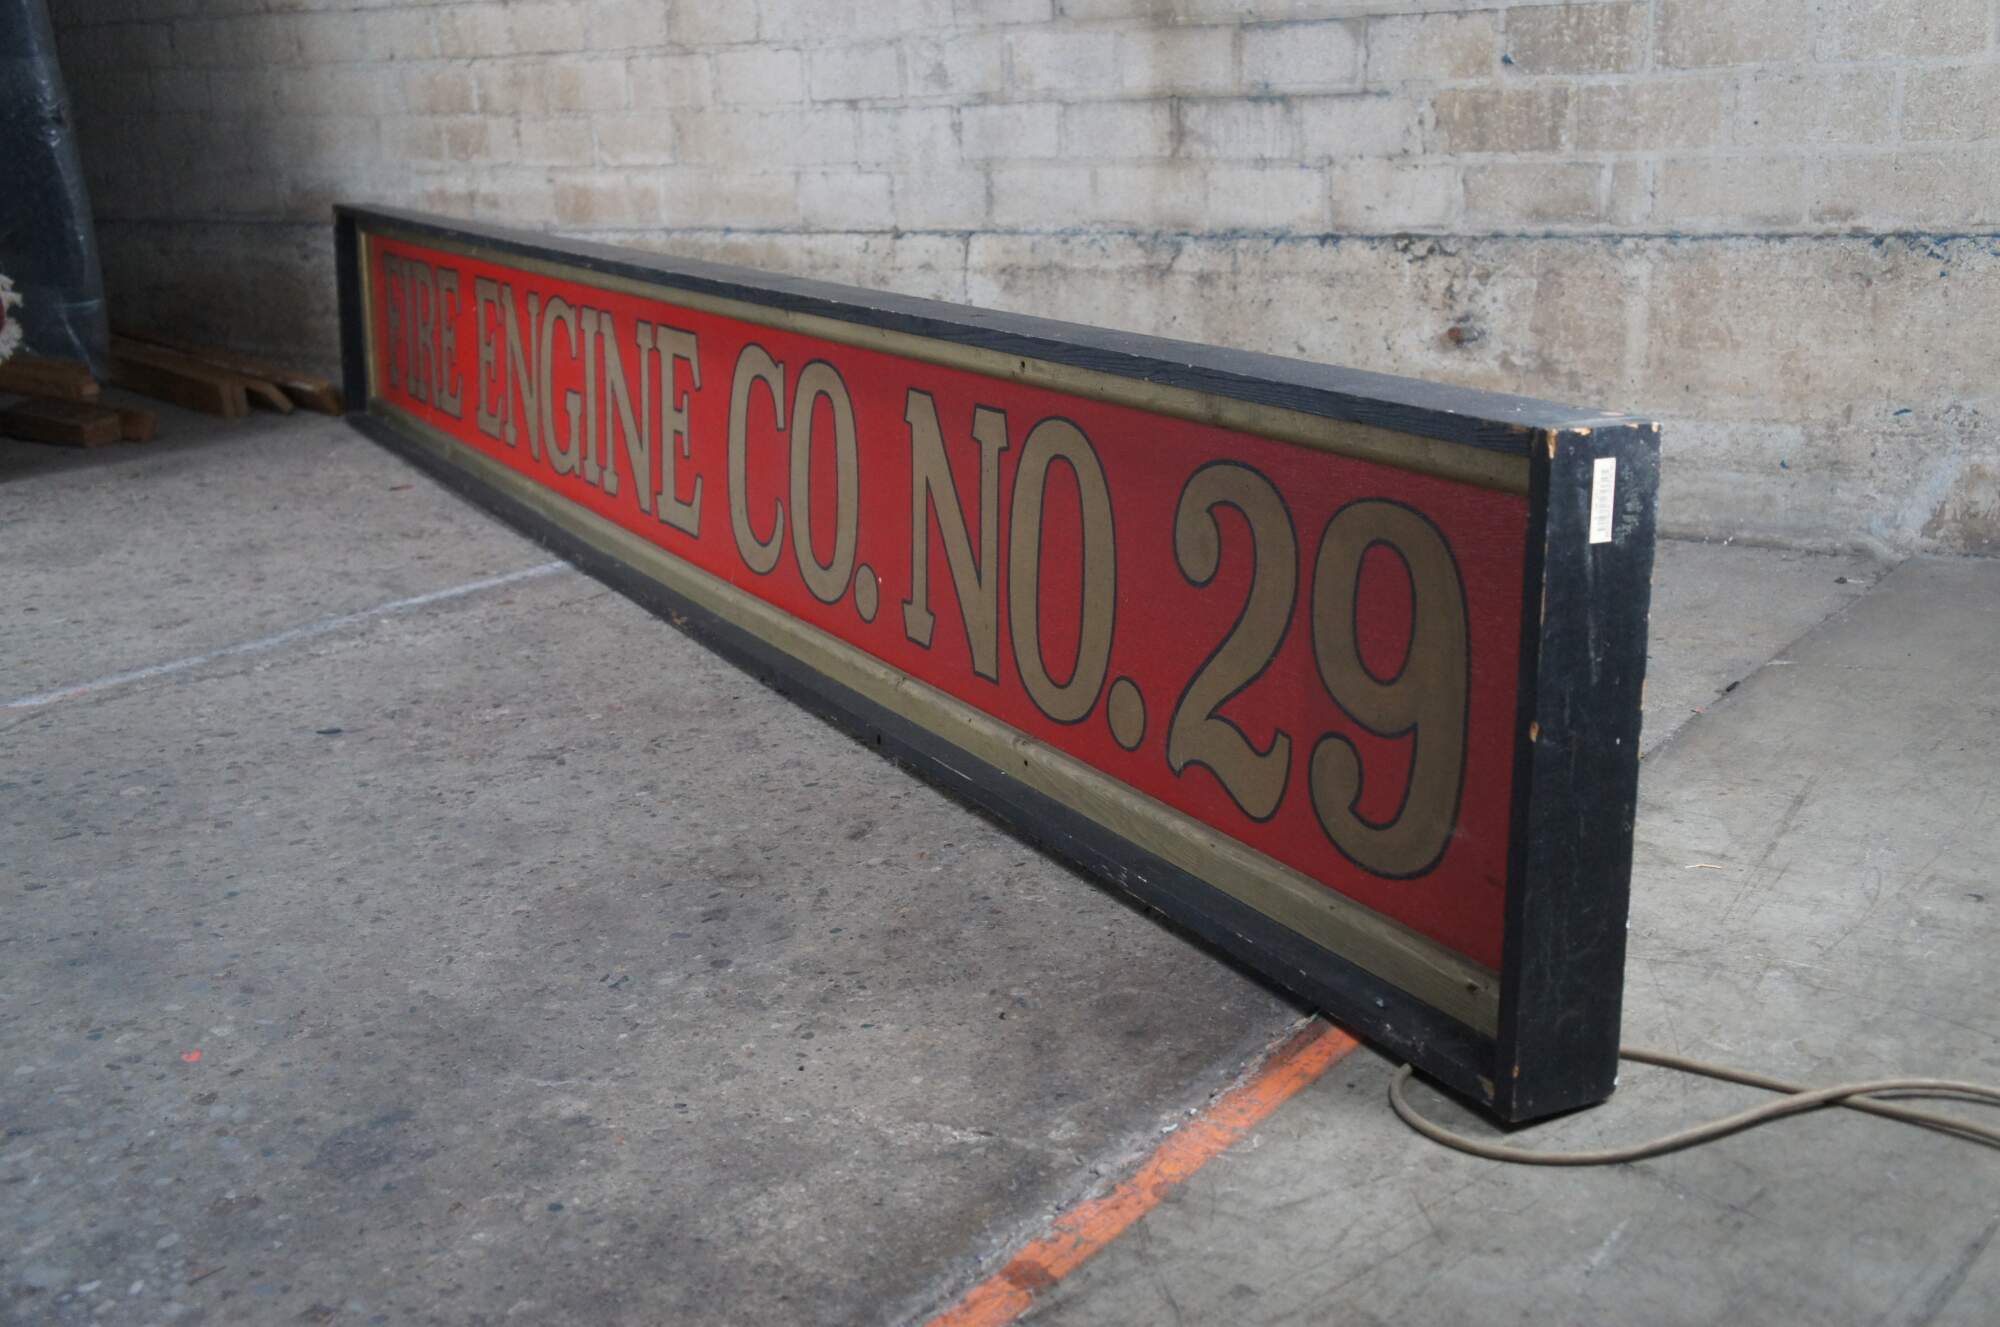 FIRE ENGINE CO. NO. 29